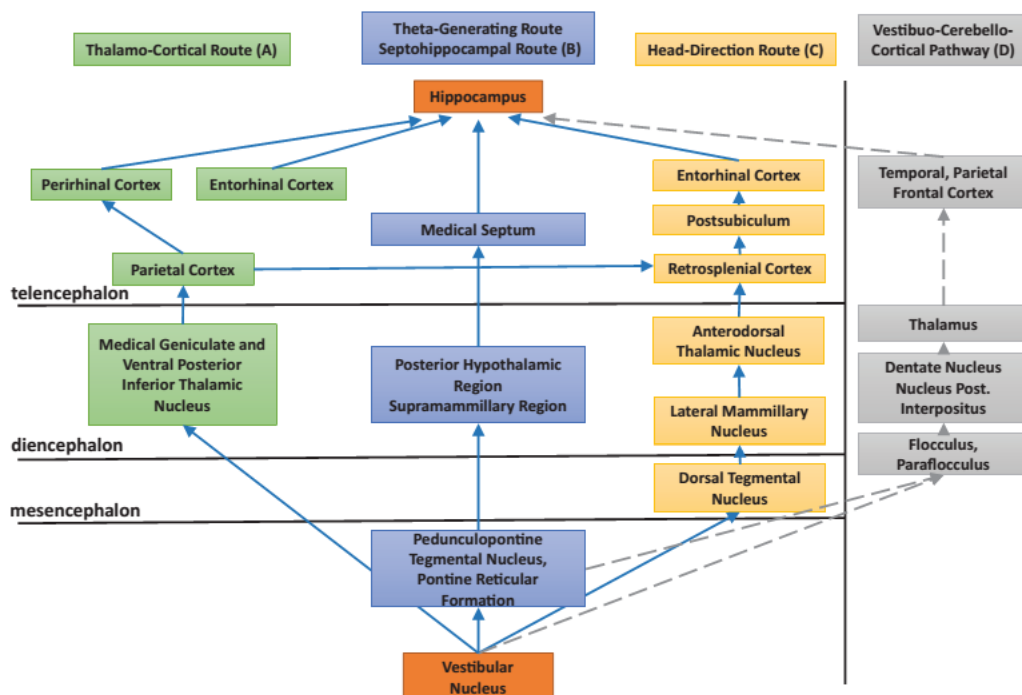 Thalamo-Cortical Route (A)
Theta-Generating Route
Septohippocampal Route (B)
Head-Direction Route (C)
Vestibuo-Cerebello-
Cortical Pathway (D)
Hippocampus
Perirhinal Cortex
Entorhinal Cortex
Entorhinal Cortex
Temporal, Parietal
Frontal Cortex
Medical Septum
Postsubiculum
Parietal Cortex
Retrosplenial Cortex
telencephalon
Medical Geniculate and
Ventral Posterior
Inferior Thalamic
Nucleus
Posterior Hypothalamic
Region
Supramammillary Region
Anterodorsal
Thalamic Nucleus
Thalamus
Dentate Nucleus
Nucleus Post.
Interpositus
Lateral Mammillary
Nucleus
diencephalon
Flocculus,
Paraflocculus
Dorsal Tegmental
Nucleus
mesencephalon
Pedunculopontine
Tegmental Nucleus,
Pontine Reticular
Formation
Vestibular
Nucleus